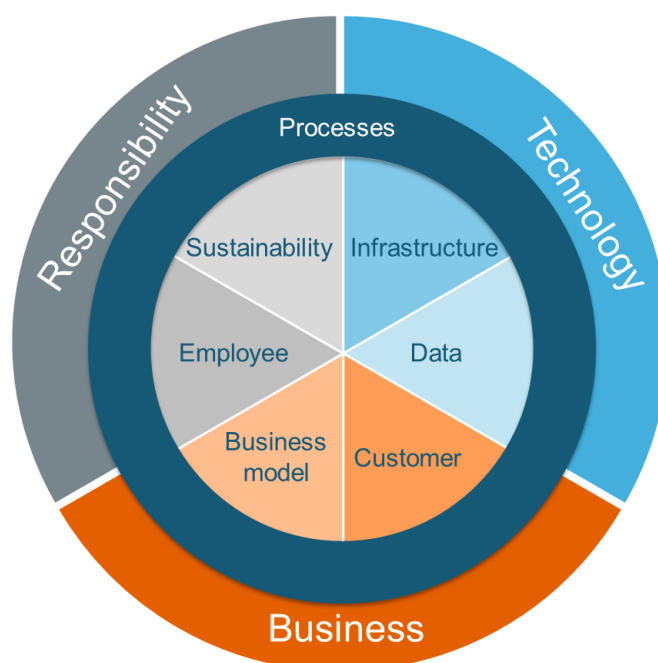 Responsibility
Technology
Processes
Sustainability
Infrastructure
Employee
Data
Business
model
Customer
Business